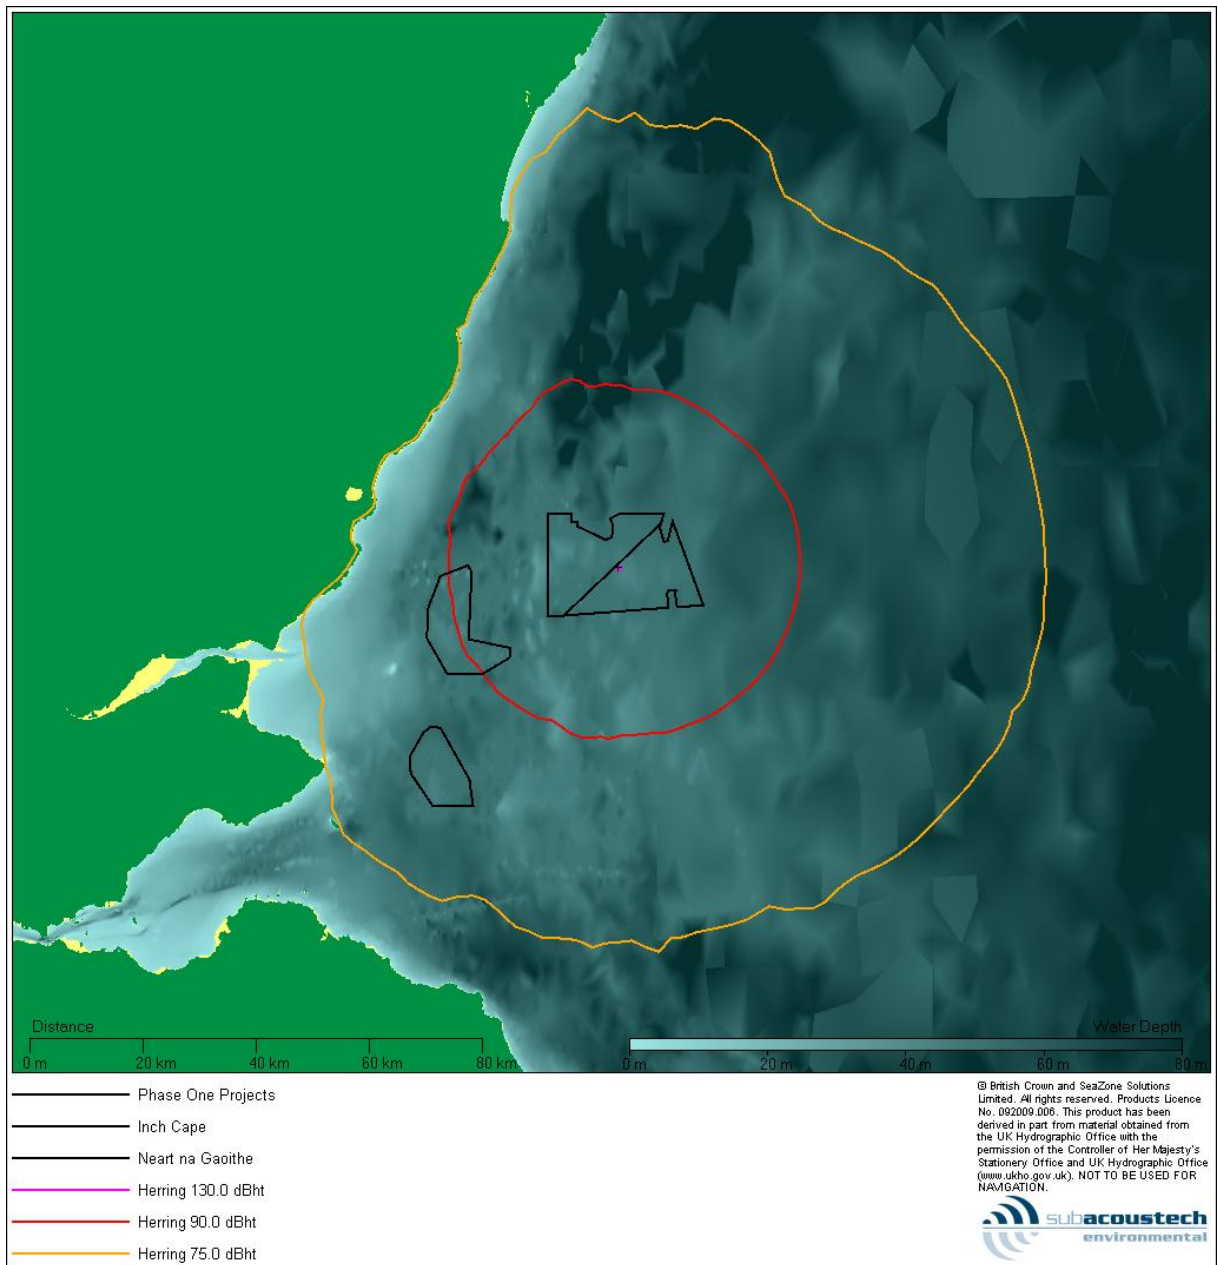 Distance
0 m 20 km 40 km 60 km 80 km
Water Depth
0 m 20 m 40 m 60 m 80 m
Phase One Projects
Inch Cape
Neart na Gaoithe
Herring 130.0 dBht
Herring 90.0 dBht
Herring 75.0 dBht
© British Crown and SeaZone Solutions
Limited. All rights reserved. Products Licence
No. 092009.006. This product has been
derived in part from material obtained from
the UK Hydrographic Office with the
permission of the Controller of Her Majesty's
Stationery Office and UK Hydrographic Office
(www.ukho.gov.uk). NOT TO BE USED FOR
NAVIGATION.
subacoustech
environmental